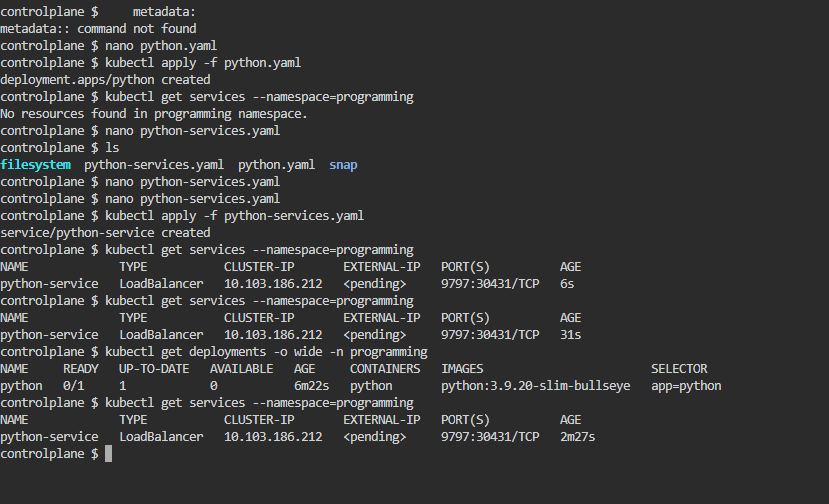 controlplane $     metadata:
metadata:: command not found
controlplane $ nano python.yaml
controlplane $ kubectl apply -f python.yaml
deployment.apps/python created
controlplane $ kubectl get services --namespace=programming
No resources found in programming namespace.
controlplane $ nano python-services.yaml
controlplane $ ls
filesystem  python-services.yaml  python.yaml  snap
controlplane $ nano python-services.yaml
controlplane $ nano python-services.yaml
controlplane $ kubectl apply -f python-services.yaml
service/python-service created
controlplane $ kubectl get services --namespace=programming
NAME             TYPE           CLUSTER-IP       EXTERNAL-IP   PORT(S)          AGE
python-service   LoadBalancer   10.103.186.212   <pending>     9797:30431/TCP   6s
controlplane $ kubectl get services --namespace=programming
NAME             TYPE           CLUSTER-IP       EXTERNAL-IP   PORT(S)          AGE
python-service   LoadBalancer   10.103.186.212   <pending>     9797:30431/TCP   31s
controlplane $ kubectl get deployments -o wide -n programming
NAME     READY   UP-TO-DATE   AVAILABLE   AGE     CONTAINERS   IMAGES                        SELECTOR
python   0/1     1            0           6m22s   python       python:3.9.20-slim-bullseye   app=python
controlplane $ kubectl get services --namespace=programming
NAME             TYPE           CLUSTER-IP       EXTERNAL-IP   PORT(S)          AGE
python-service   LoadBalancer   10.103.186.212   <pending>     9797:30431/TCP   2m27s
controlplane $